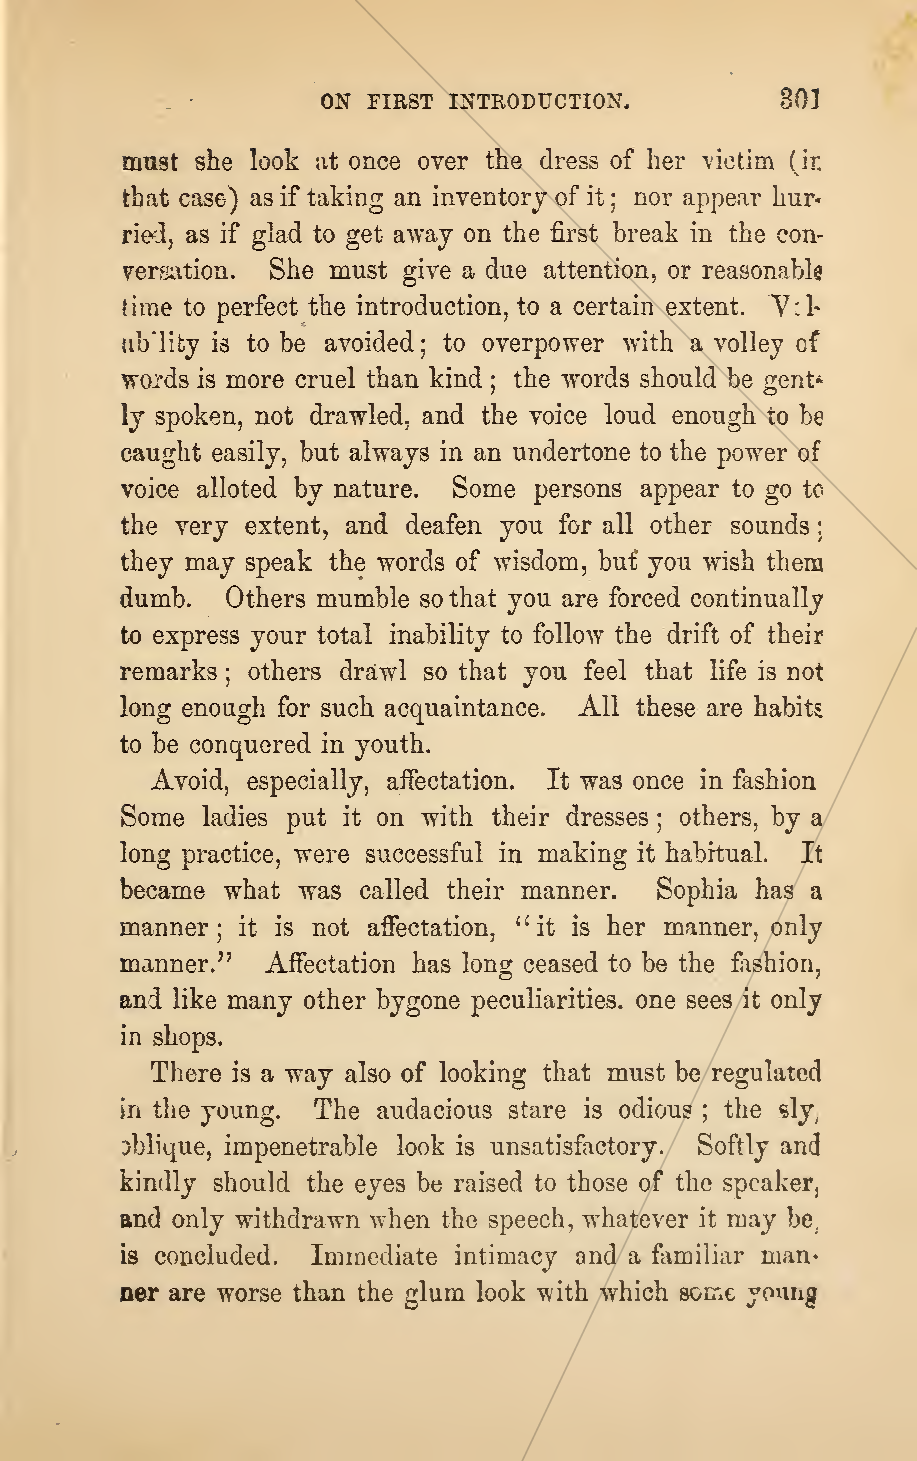 ON FIRST INTRODUCTION. 301
must she look at once over the dress of her victim (in
that case) as if taking an inventory of it; nor appear hur-
ried, as if glad to get away on the first break in the con-
versation. She must give a due attention, or reasonable
time to perfect the introduction, to a certain extent. Vol-
ubility is to be avoided; to overpower with a volley of
words is more cruel than kind; the words should be gent-
ly spoken, not drawled, and the voice loud enough to be
caught easily, but always in an undertone to the power of
voice alloted by nature. Some persons appear to go to
the very extent, and deafen you for all other sounds;
they may speak the words of wisdom, but you wish them
dumb. Others mumble so that you are forced continually
to express your total inability to follow the drift of their
remarks; others drawl so that you feel that life is not
long enough for such acquaintance. All these are habits
to be conquered in youth.
Avoid, especially, affectation. It was once in fashion
Some ladies put it on with their dresses; others, by a
long practice, were successful in making it habitual. It
became what was called their manner. Sophia has a
manner; it is not affectation, "it is her manner, only
manner." Affectation has long ceased to be the fashion,
and like many other bygone peculiarities. one sees it only
in shops.
There is a way also of looking that must be regulated
in the young. The audacious stare is odious; the sly,
oblique, impenetrable look is unsatisfactory. Softly and
kindly should the eyes be raised to those of the speaker,
and only withdrawn when the speech, whatever it may be,
is concluded. Immediate intimacy and a familiar man-
ner are worse than the glum look with which some young